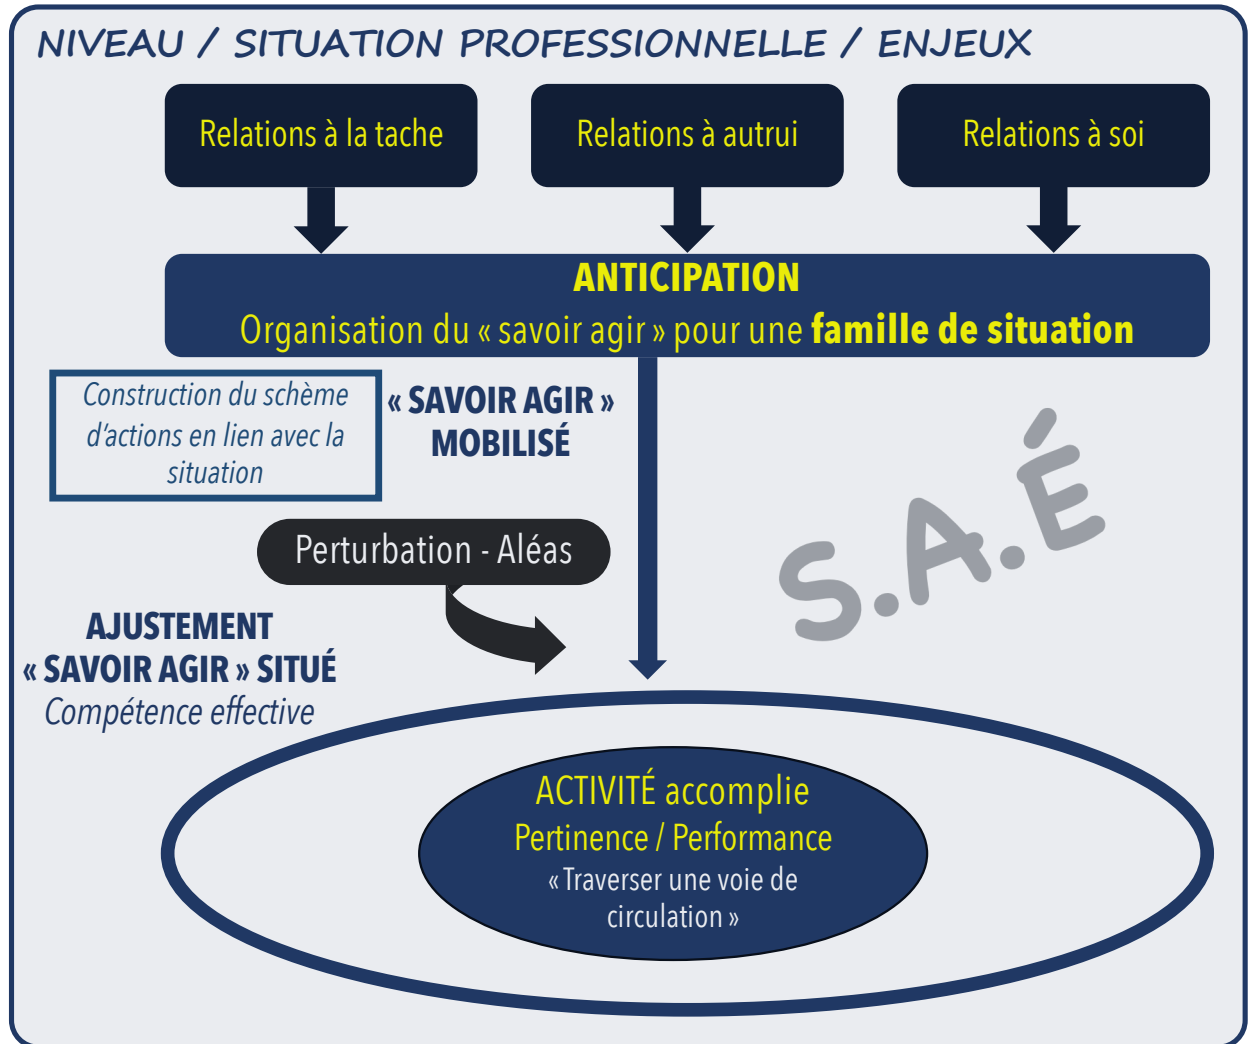 NIVEAU / SITUATION PROFESSIONNELLE / ENJEUX
Relations à la tache
Relations à autrui
Relations à soi
ANTICIPATION
Organisation du « savoir agir » pour une famille de situation
Construction du schème
d'actions en lien avec la
situation
« SAVOIR AGIR »
MOBILISÉ
S.A.É
Perturbation - Aléas
AJUSTEMENT
« SAVOIR AGIR » SITUÉ
Compétence effective
ACTIVITÉ accomplie
Pertinence / Performance
« Traverser une voie de
circulation »